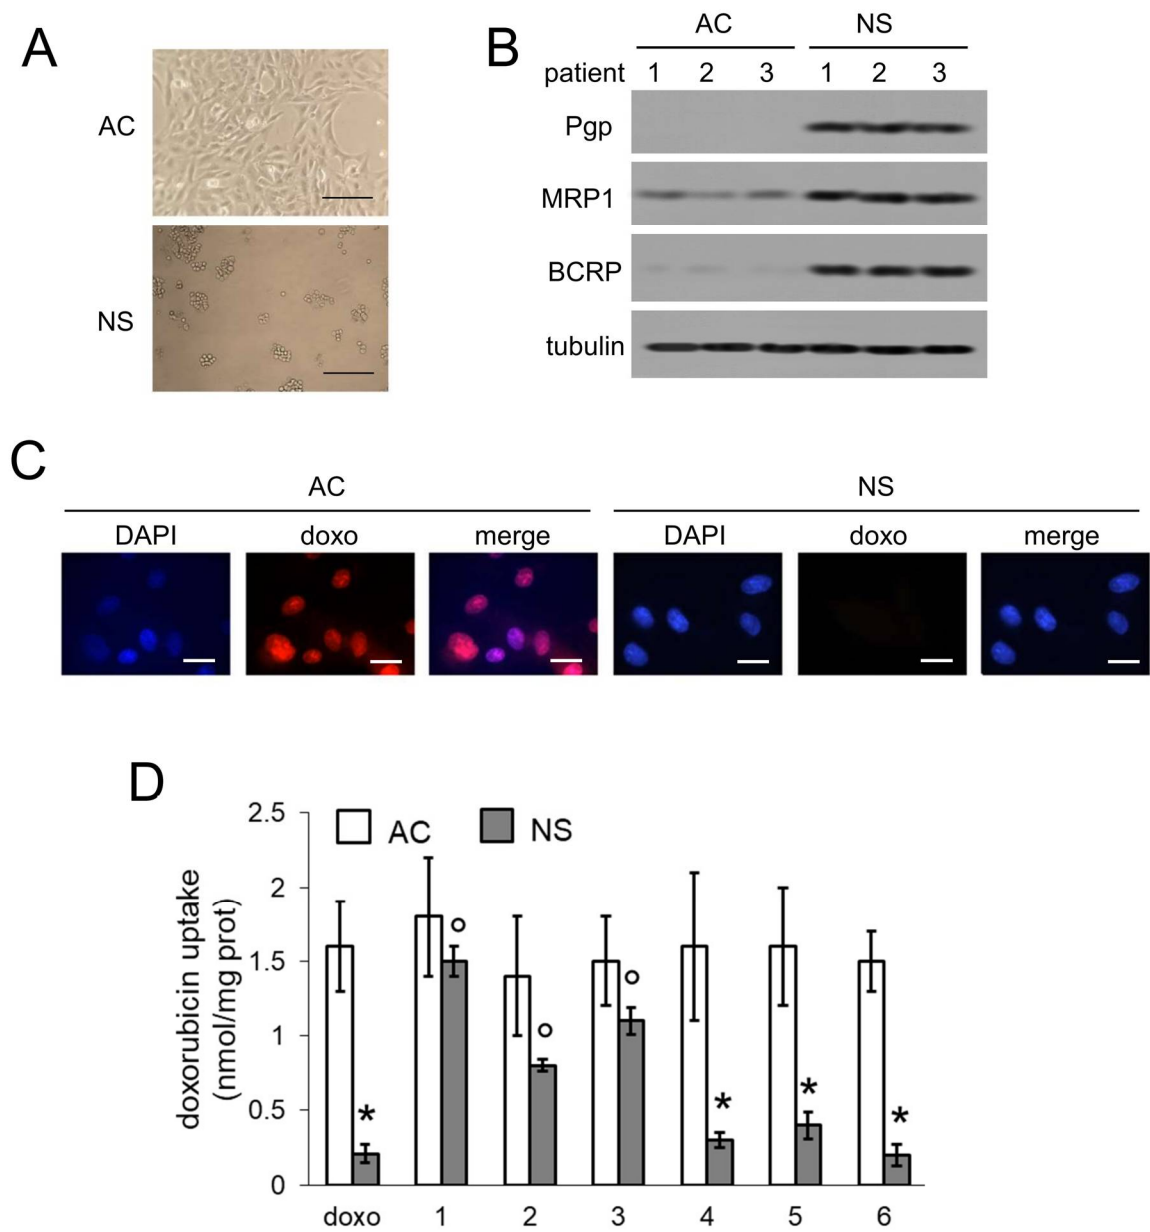 A
AC
NS
B
AC NS
patient 1 2 3 1 2 3
Pgp
MRP1
BCRP
tubulin
C
AC NS
DAPI doxo merge DAPI doxo merge
D
AC NS
doxorubicin uptake
(nmol/mg prot)
2.5
2
1.5
1
0.5
0
° ° °
* * * *
doxo 1 2 3 4 5 6